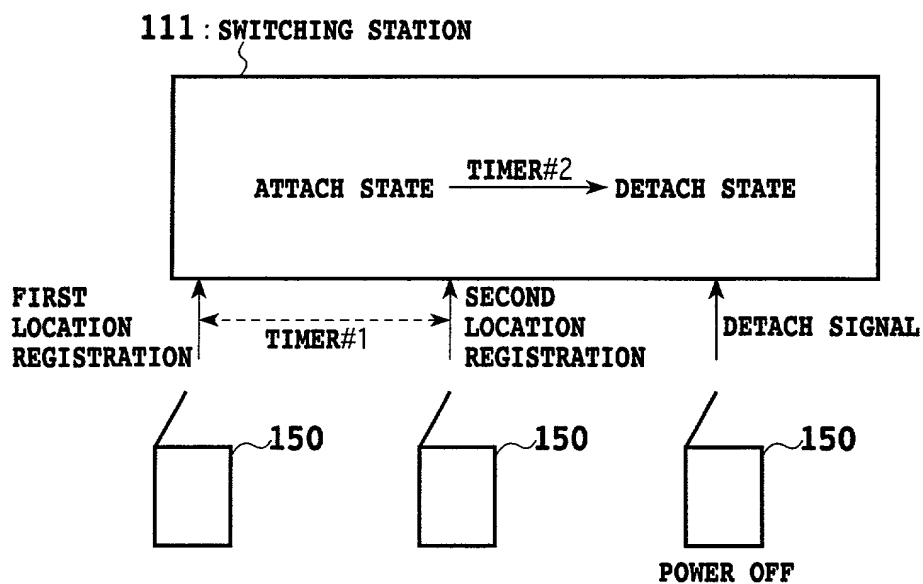 111 : SWITCHING STATION
TIMER#2
ATTACH STATE
DETACH STATE
FIRST
LOCATION
REGISTRATION
TIMER#1
SECOND
LOCATION
REGISTRATION
DETACH SIGNAL
150
150
150
POWER OFF